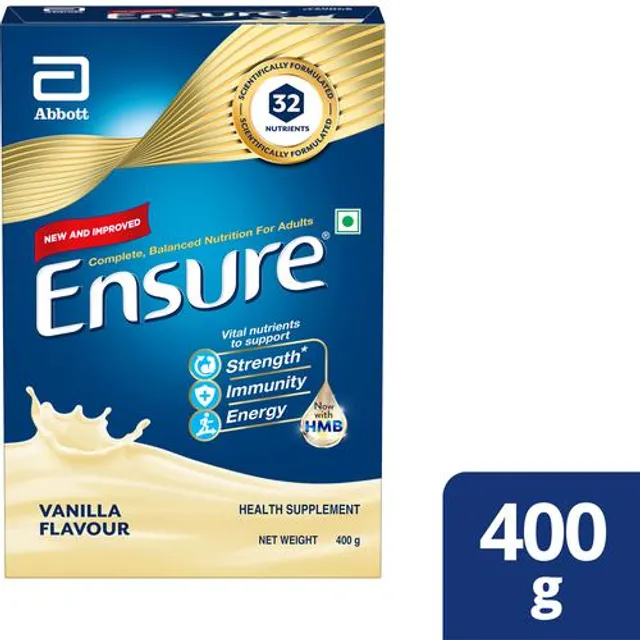 Ensure
Abbott
SCIENTIFICALLY FORMULATED
32
NUTRIENTS
SCIENTIFICALLY FORMULATED
NEW AND IMPROVED
Complete, Balanced Nutrition For Adults
Ensure®
Vital nutrients
to support
Strength*
Immunity
Energy
Now
with
HMB
VANILLA
FLAVOUR
HEALTH SUPPLEMENT
NET WEIGHT 400 g
400
g